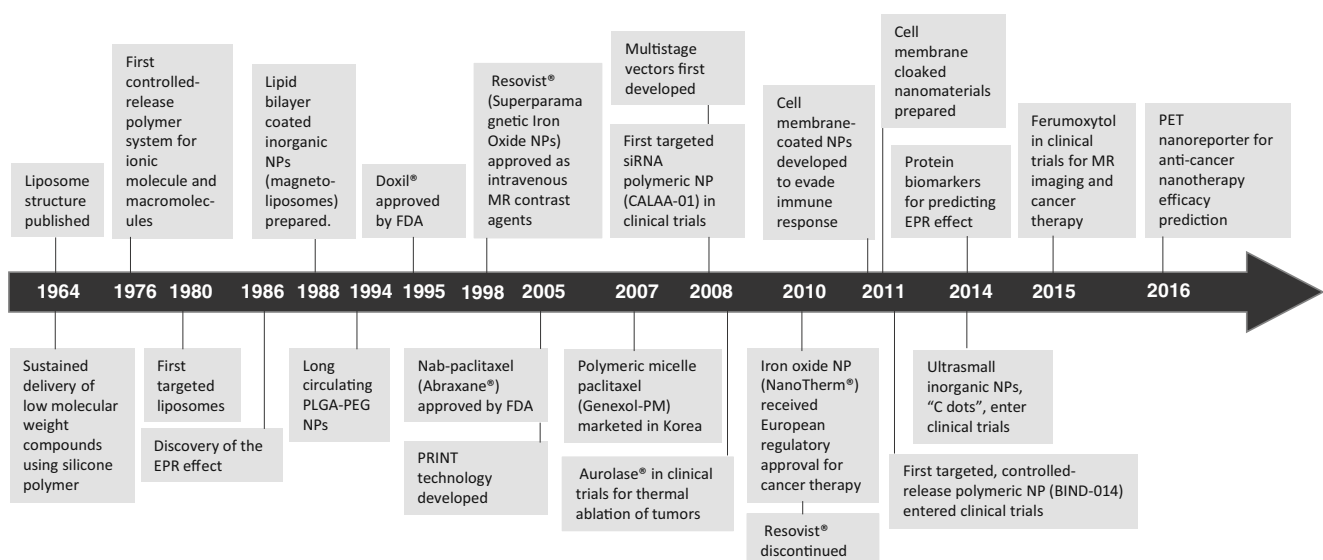 Liposome
structure
published
First
controlled-
release
polymer
system for
ionic
molecule and
macromolec-
ules
Lipid
bilayer
coated
inorganic
NPs
(magneto-
liposomes)
prepared.
Doxil®
approved
by FDA
Resovist®
(Superparama
gnetic Iron
Oxide NPs)
approved as
intravenous
MR contrast
agents
Multistage
vectors first
developed
First targeted
siRNA
polymeric NP
(CALAA-01) in
clinical trials
Cell
membrane-
coated NPs
developed
to evade
immune
response
Cell
membrane
cloaked
nanomaterials
prepared
Protein
biomarkers
for predicting
EPR effect
Ferumoxytol
in clinical
trials for MR
imaging and
cancer
therapy
PET
nanoreporter for
anti-cancer
nanotherapy
efficacy
prediction
1964 1976 1980 1986 1988 1994 1995 1998 2005 2007 2008 2010 2011 2014 2015 2016
Sustained
delivery of
low molecular
weight
compounds
using silicone
polymer
First
targeted
liposomes
Discovery of the
EPR effect
Long
circulating
PLGA-PEG
NPs
Nab-paclitaxel
(Abraxane®)
approved by FDA
PRINT
technology
developed
Polymeric micelle
paclitaxel
(Genexol-PM)
marketed in Korea
Aurolase® in clinical
trials for thermal
ablation of tumors
Iron oxide NP
(NanoTherm®)
received
European
regulatory
approval for
cancer therapy
Resovist®
discontinued
Ultrasmall
inorganic NPs,
“C dots”, enter
clinical trials
First targeted, controlled-
release polymeric NP (BIND-014)
entered clinical trials